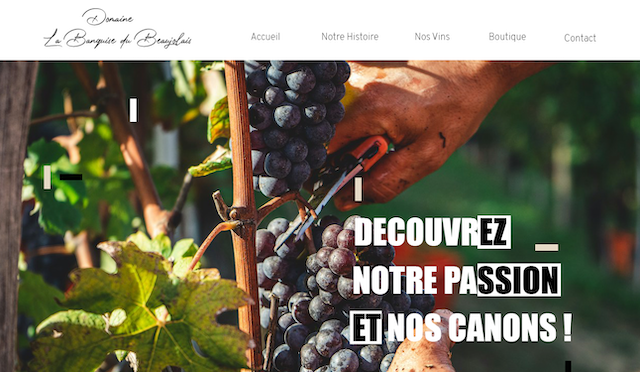 Domaine
La Banquise du Beaujolais
Accueil Notre Histoire Nos Vins Boutique Contact
DECOUVREZ
NOTRE PASSION
ET NOS CANONS !